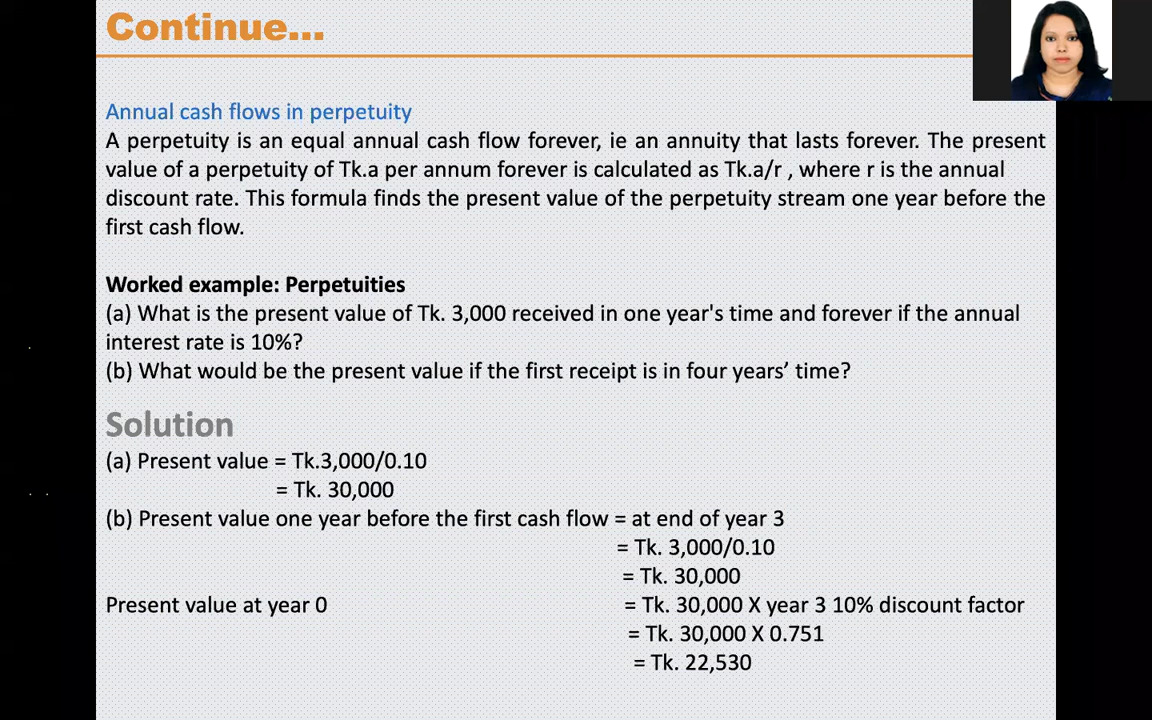 Continue...
Annual cash flows in perpetuity
A perpetuity is an equal annual cash flow forever, ie an annuity that lasts forever. The present
value of a perpetuity of Tk.a per annum forever is calculated as Tk.a/r , where r is the annual
discount rate. This formula finds the present value of the perpetuity stream one year before the
first cash flow.
Worked example: Perpetuities
(a) What is the present value of Tk. 3,000 received in one year's time and forever if the annual
interest rate is 10%?
(b) What would be the present value if the first receipt is in four years’ time?
Solution
(a) Present value = Tk.3,000/0.10
= Tk. 30,000
(b) Present value one year before the first cash flow = at end of year 3
= Tk. 3,000/0.10
= Tk. 30,000
Present value at year 0 = Tk. 30,000 X year 3 10% discount factor
= Tk. 30,000 X 0.751
= Tk. 22,530